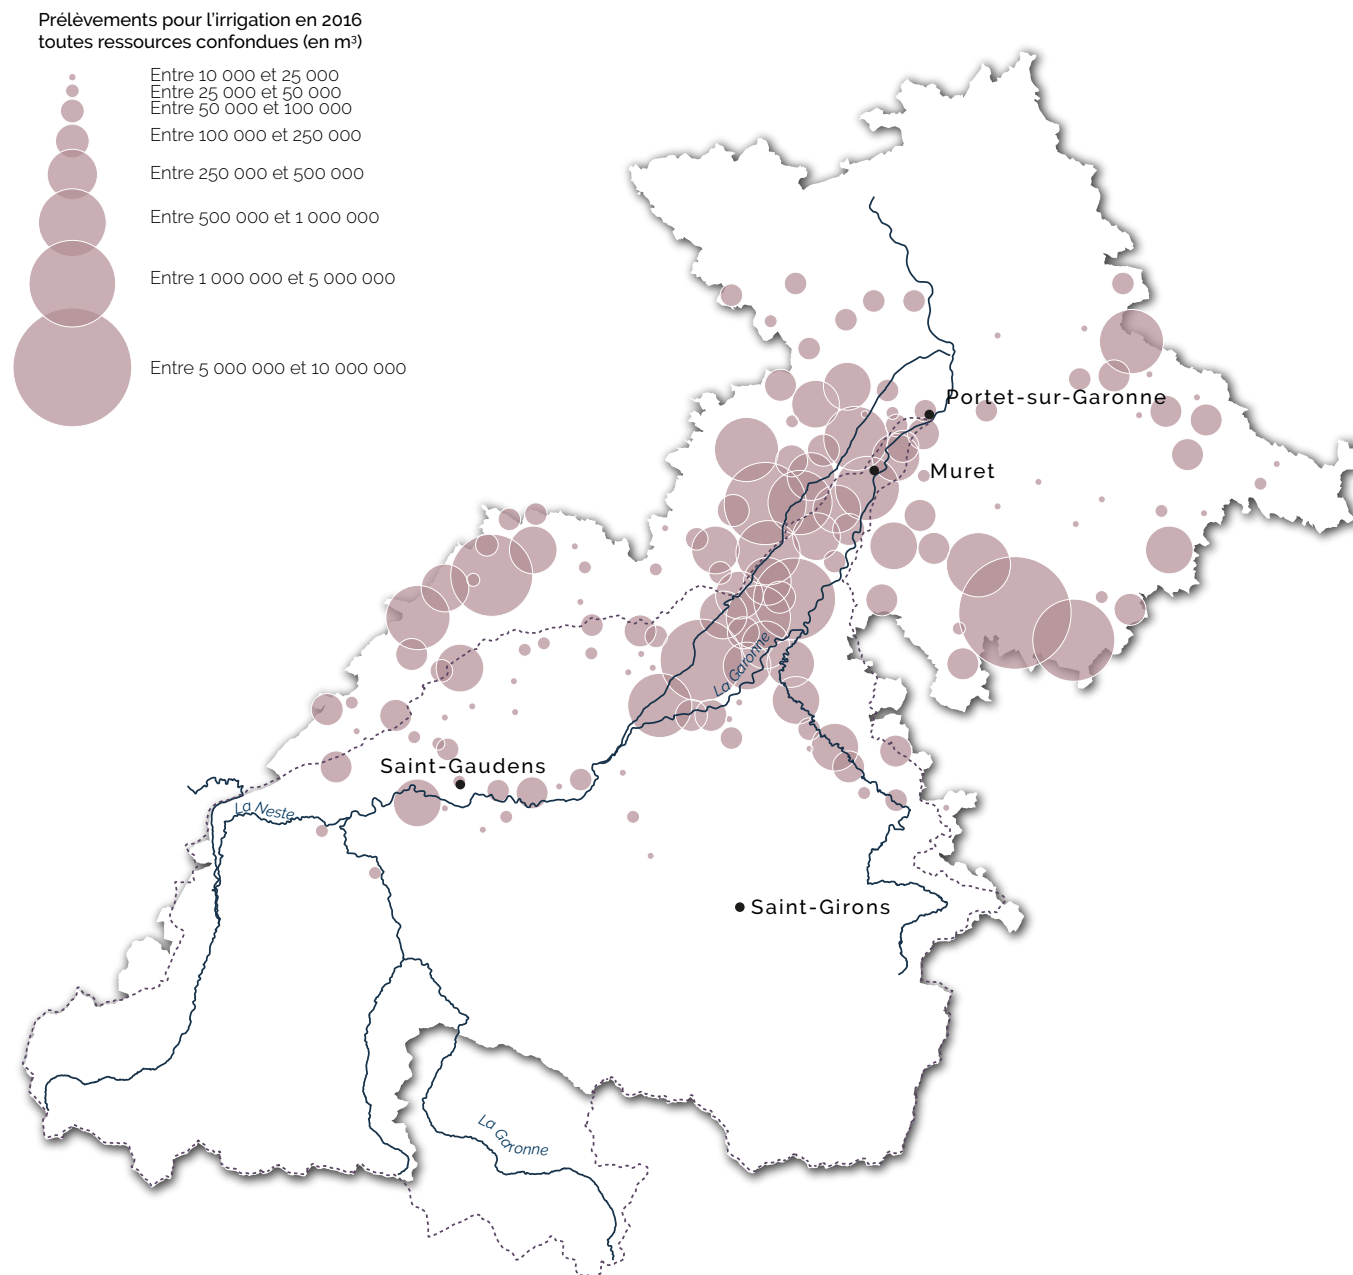 Prélèvements pour l'irrigation en 2016
toutes ressources confondues (en m³)
Entre 10 000 et 25 000
Entre 25 000 et 50 000
Entre 50 000 et 100 000
Entre 100 000 et 250 000
Entre 250 000 et 500 000
Entre 500 000 et 1 000 000
Entre 1 000 000 et 5 000 000
Entre 5 000 000 et 10 000 000
Portet-sur-Garonne
Muret
La Garonne
Saint-Gaudens
La Neste
Saint-Girons
La Garonne